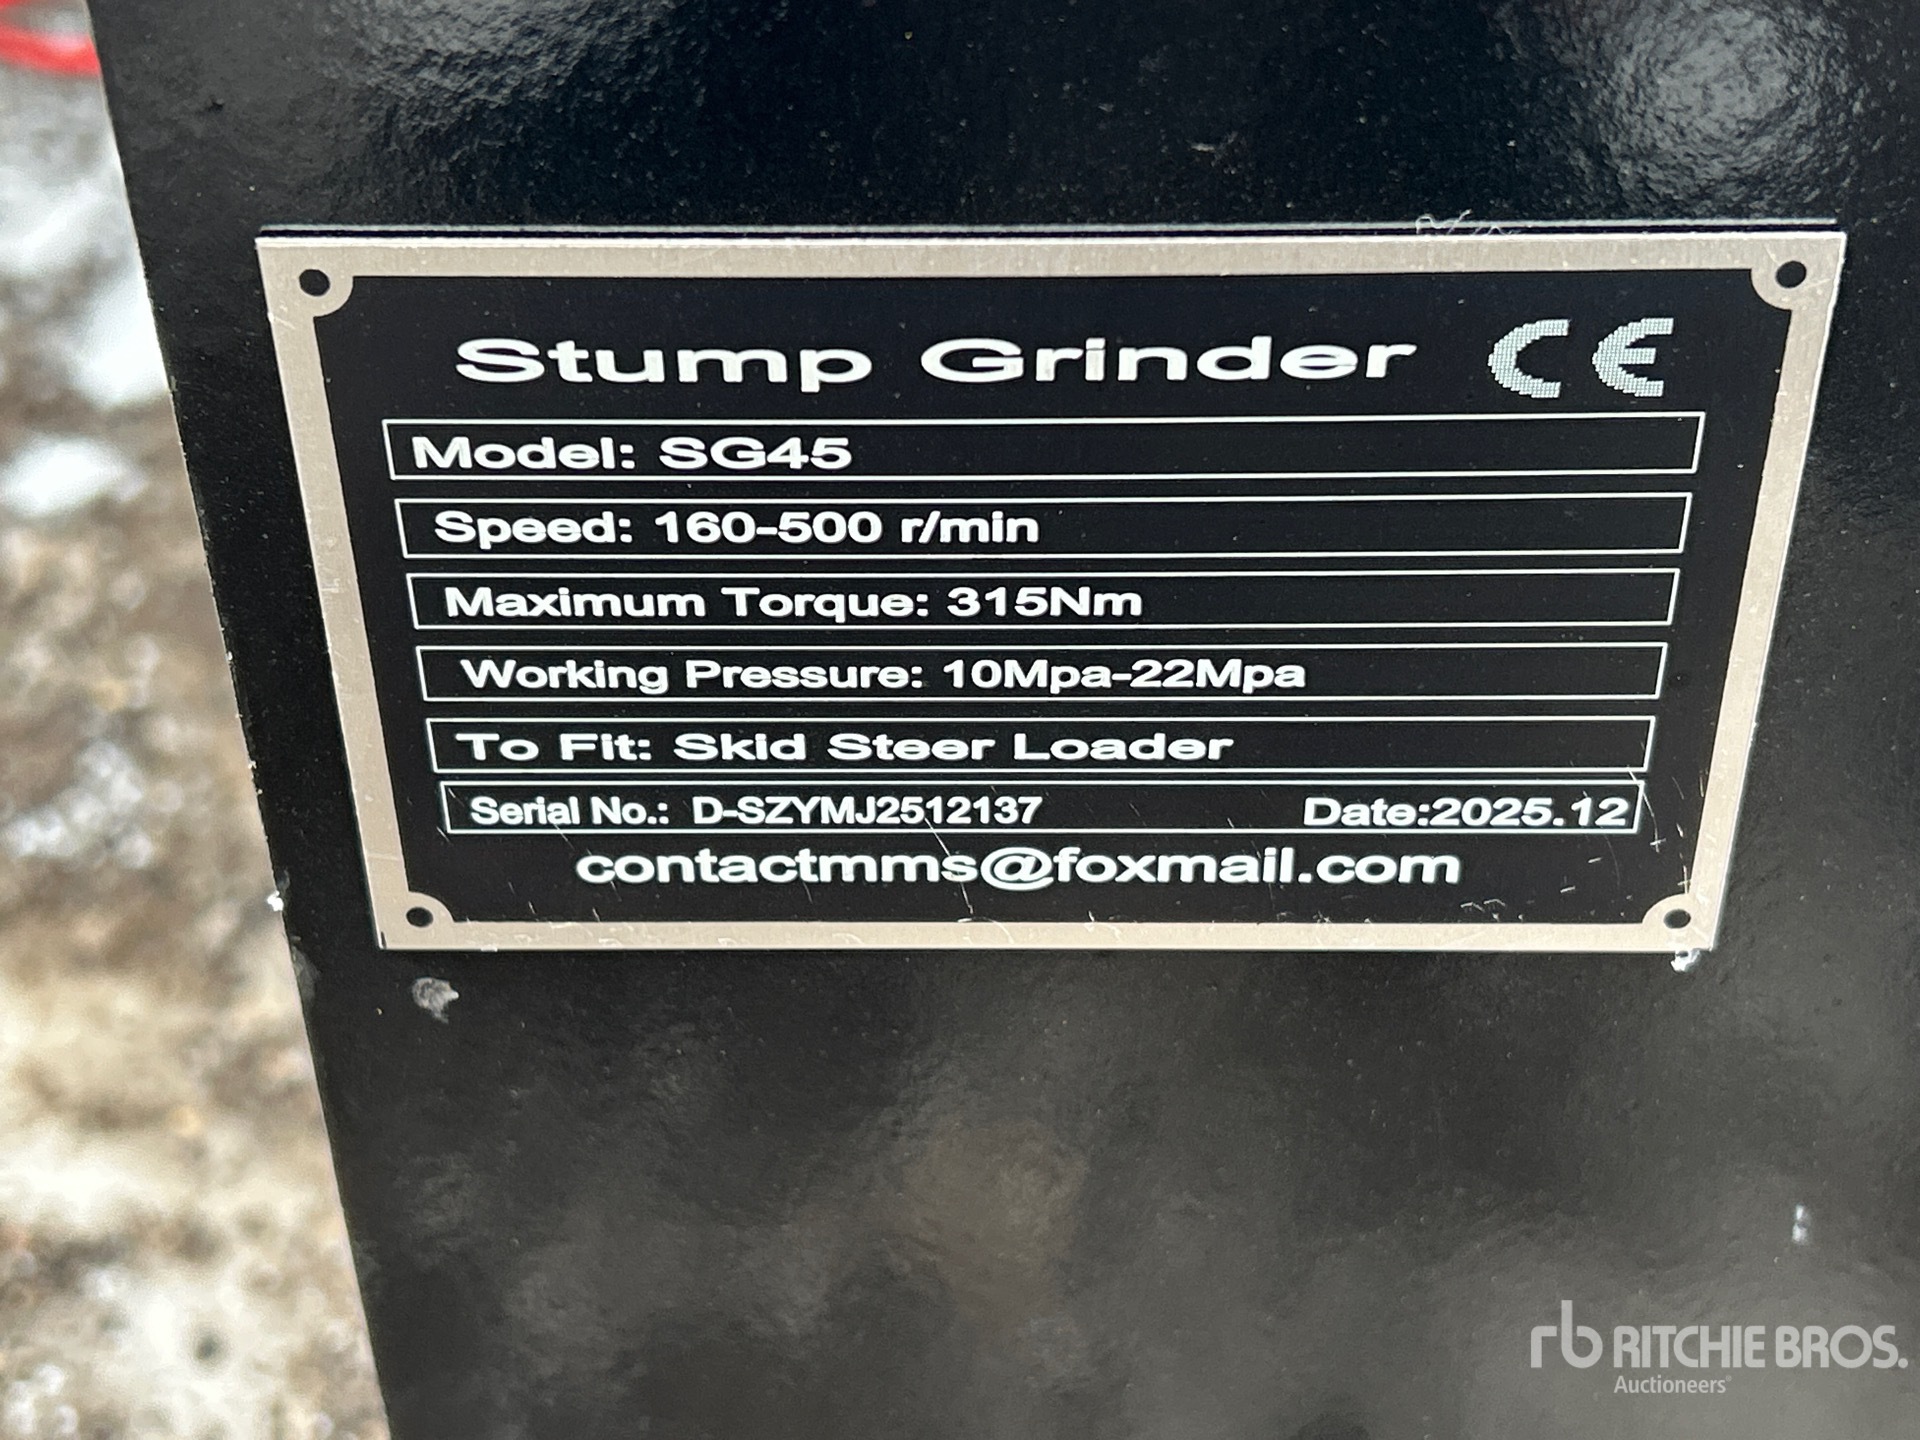 Stump Grinder CE
Model: SG45
Speed: 160-500 r/min
Maximum Torque: 315Nm
Working Pressure: 10Mpa-22Mpa
To Fit: Skid Steer Loader
Serial No.: D-SZYMJ2512137 Date:2025.12
contactmms@foxmail.com
rb RITCHIE BROS.
Auctioneers